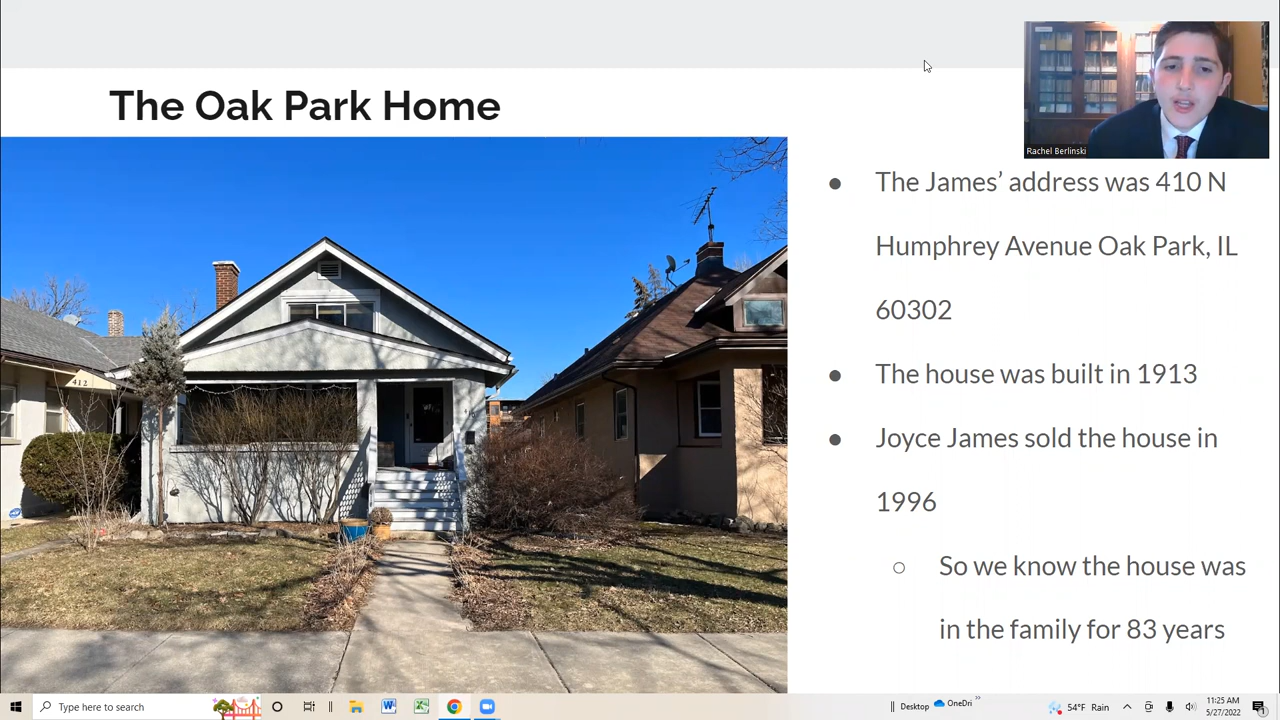 The Oak Park Home
Rachel Berlinski
● The James’ address was 410 N
Humphrey Avenue Oak Park, IL
60302
● The house was built in 1913
● Joyce James sold the house in
1996
○ So we know the house was
in the family for 83 years
412
Type here to search
Desktop
OneDri
54°F Rain
11:25 AM
5/27/2022